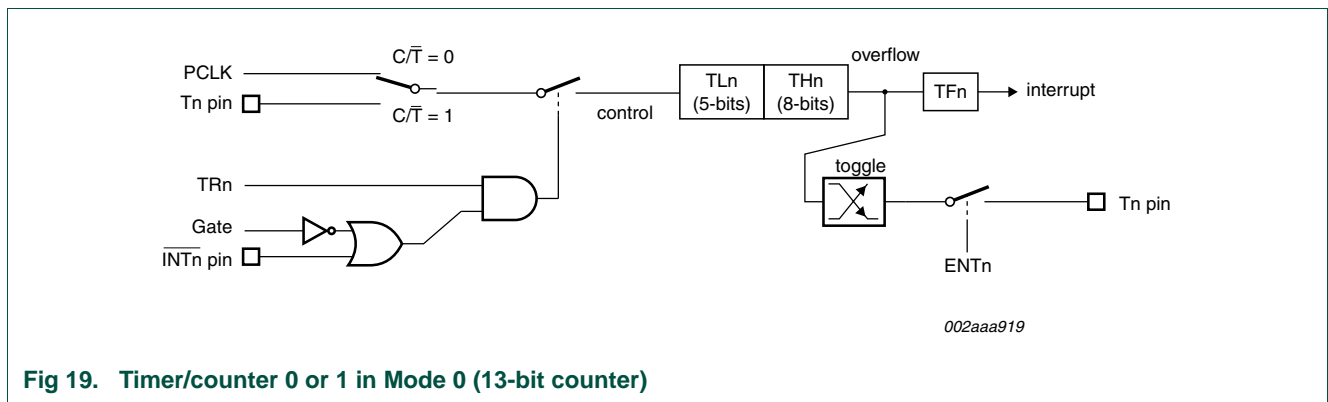 C/T̅ = 0
PCLK
Tn pin
C/T̅ = 1
control
TLn
(5-bits)
THn
(8-bits)
overflow
TFn
interrupt
toggle
Tn pin
ENTn
TRn
Gate
I̅N̅T̅n̅ pin
002aaa919
Fig 19. Timer/counter 0 or 1 in Mode 0 (13-bit counter)